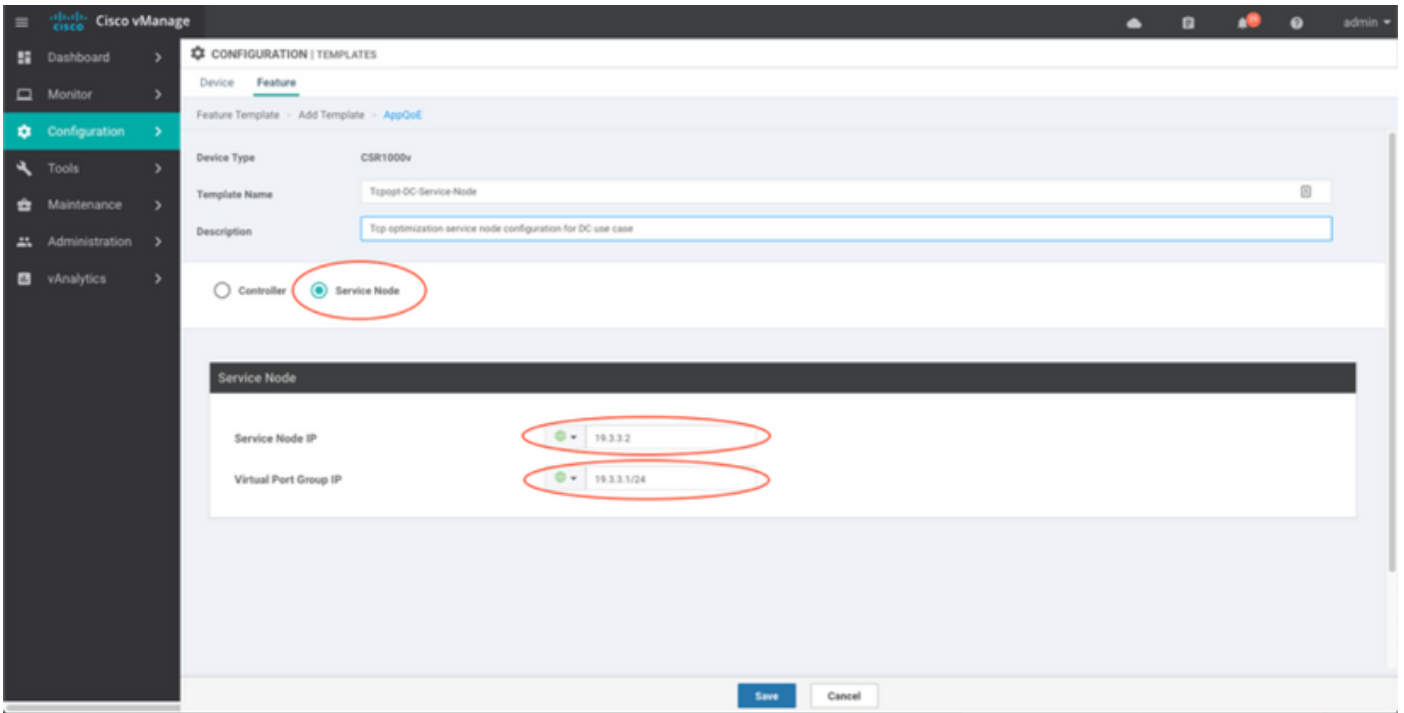 cisco Cisco vManage admin
Dashboard
Monitor
Configuration
Tools
Maintenance
Administration
vAnalytics
CONFIGURATION | TEMPLATES
Device Feature
Feature Template > Add Template > AppQoE
Device Type CSR1000v
Template Name Tcpopt-DC-Service-Node
Description Tcp optimization service node configuration for DC use case
Controller Service Node
Service Node
Service Node IP 19.3.3.2
Virtual Port Group IP 19.3.3.1/24
Save Cancel